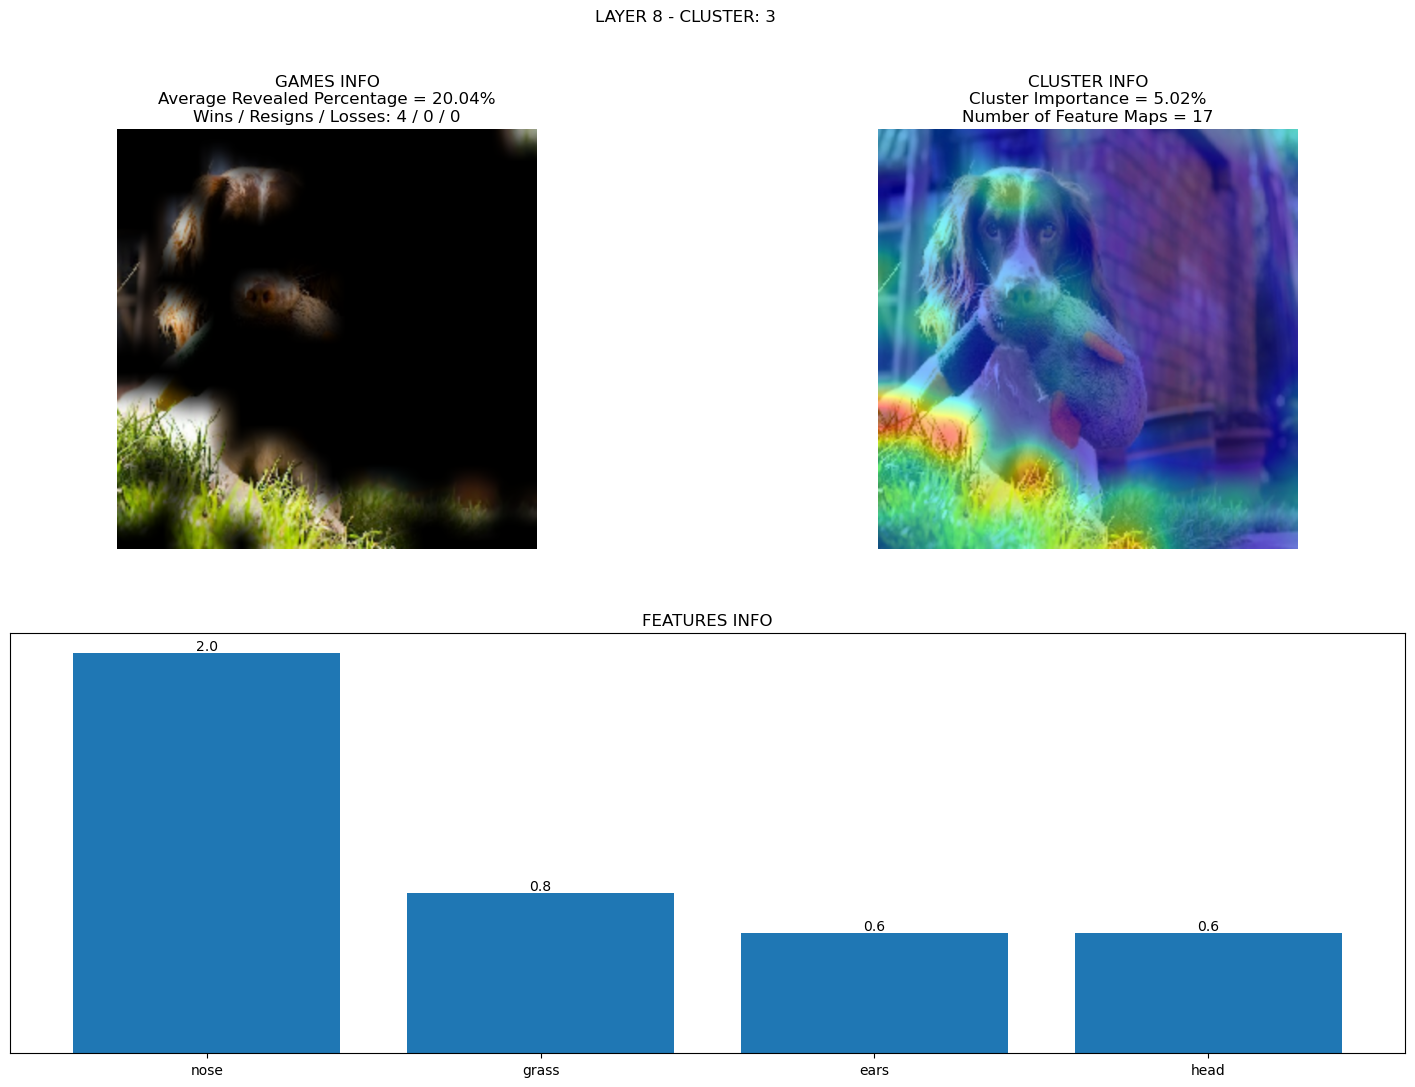 LAYER 8 - CLUSTER: 3
GAMES INFO
Average Revealed Percentage = 20.04%
Wins / Resigns / Losses: 4 / 0 / 0
CLUSTER INFO
Cluster Importance = 5.02%
Number of Feature Maps = 17
FEATURES INFO
2.0
0.8
0.6
0.6
nose
grass
ears
head